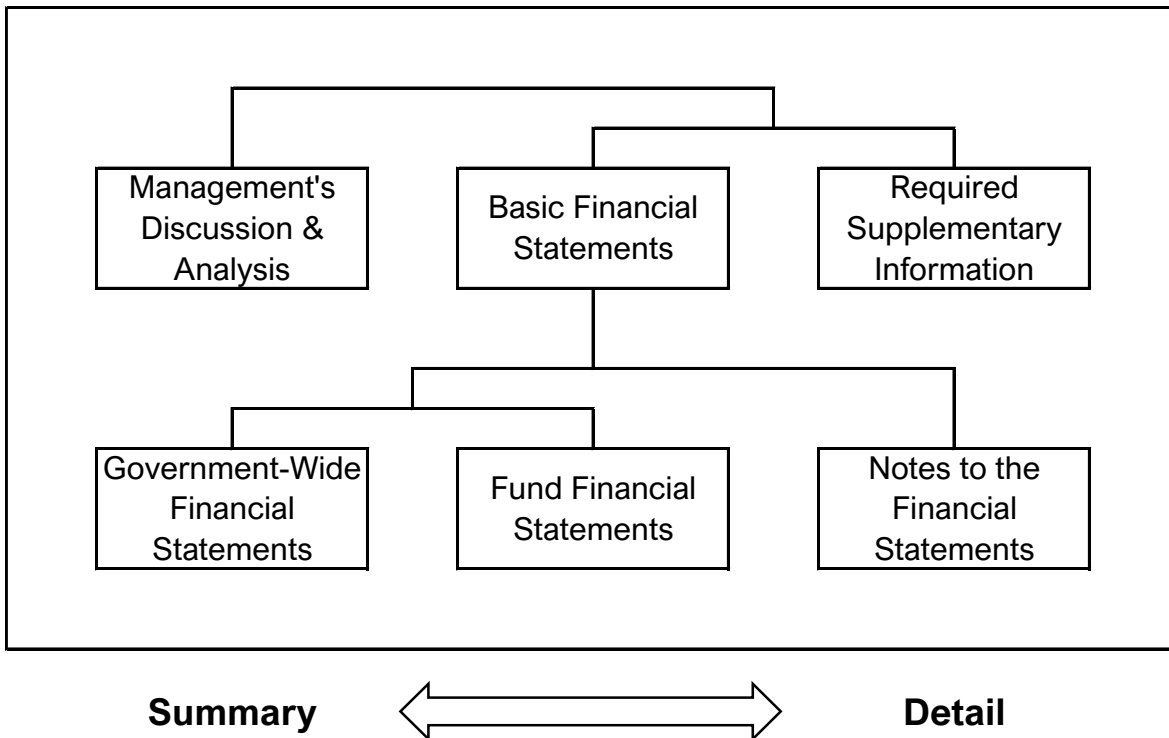 Management's
Discussion &
Analysis
Basic Financial
Statements
Required
Supplementary
Information
Government-Wide
Financial
Statements
Fund Financial
Statements
Notes to the
Financial
Statements
Summary
Detail